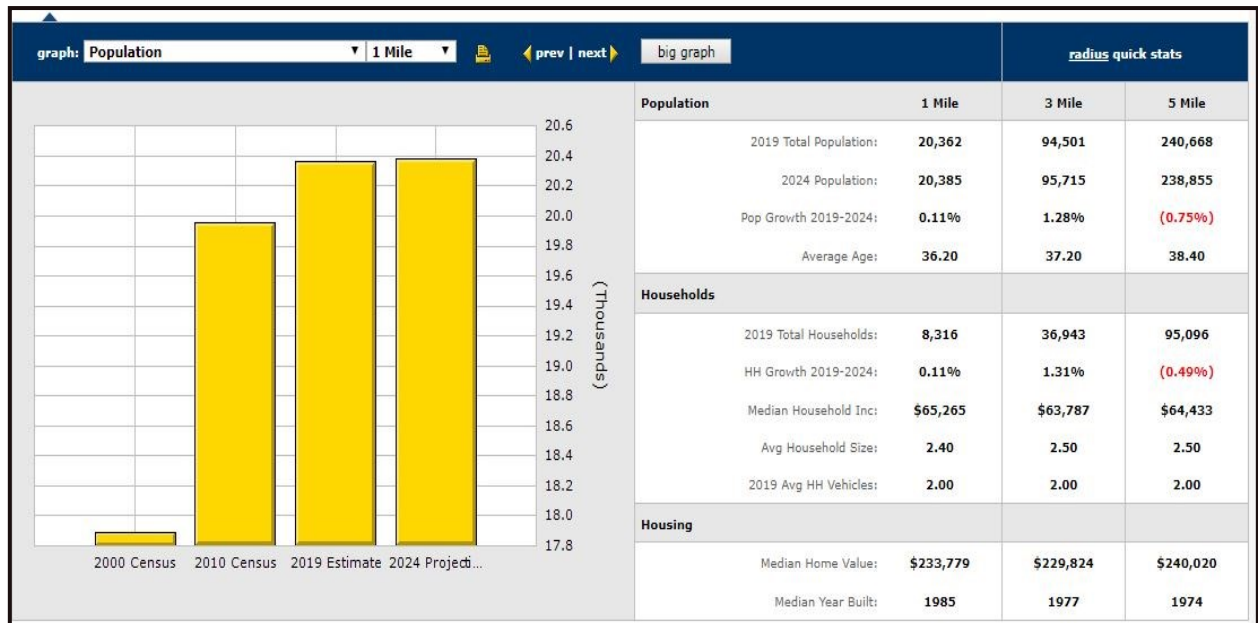 graph: Population 1 Mile prev | next big graph radius quick stats
20.6
20.4
20.2
20.0
19.8
19.6
19.4
19.2
19.0
18.8
18.6
18.4
18.2
18.0
17.8
(Thousands)
2000 Census 2010 Census 2019 Estimate 2024 Projecti...
Population 1 Mile 3 Mile 5 Mile
2019 Total Population: 20,362 94,501 240,668
2024 Population: 20,385 95,715 238,855
Pop Growth 2019-2024: 0.11% 1.28% (0.75%)
Average Age: 36.20 37.20 38.40
Households
2019 Total Households: 8,316 36,943 95,096
HH Growth 2019-2024: 0.11% 1.31% (0.49%)
Median Household Inc: $65,265 $63,787 $64,433
Avg Household Size: 2.40 2.50 2.50
2019 Avg HH Vehicles: 2.00 2.00 2.00
Housing
Median Home Value: $233,779 $229,824 $240,020
Median Year Built: 1985 1977 1974